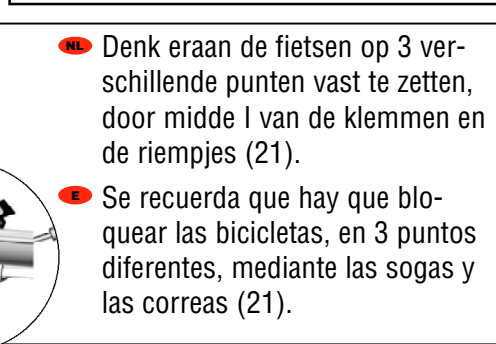 NL Denk eraan de fietsen op 3 ver-
schillende punten vast te zetten,
door midde l van de klemmen en
de riempjes (21).
E Se recuerda que hay que blo-
quear las bicicletas, en 3 puntos
diferentes, mediante las sogas y
las correas (21).